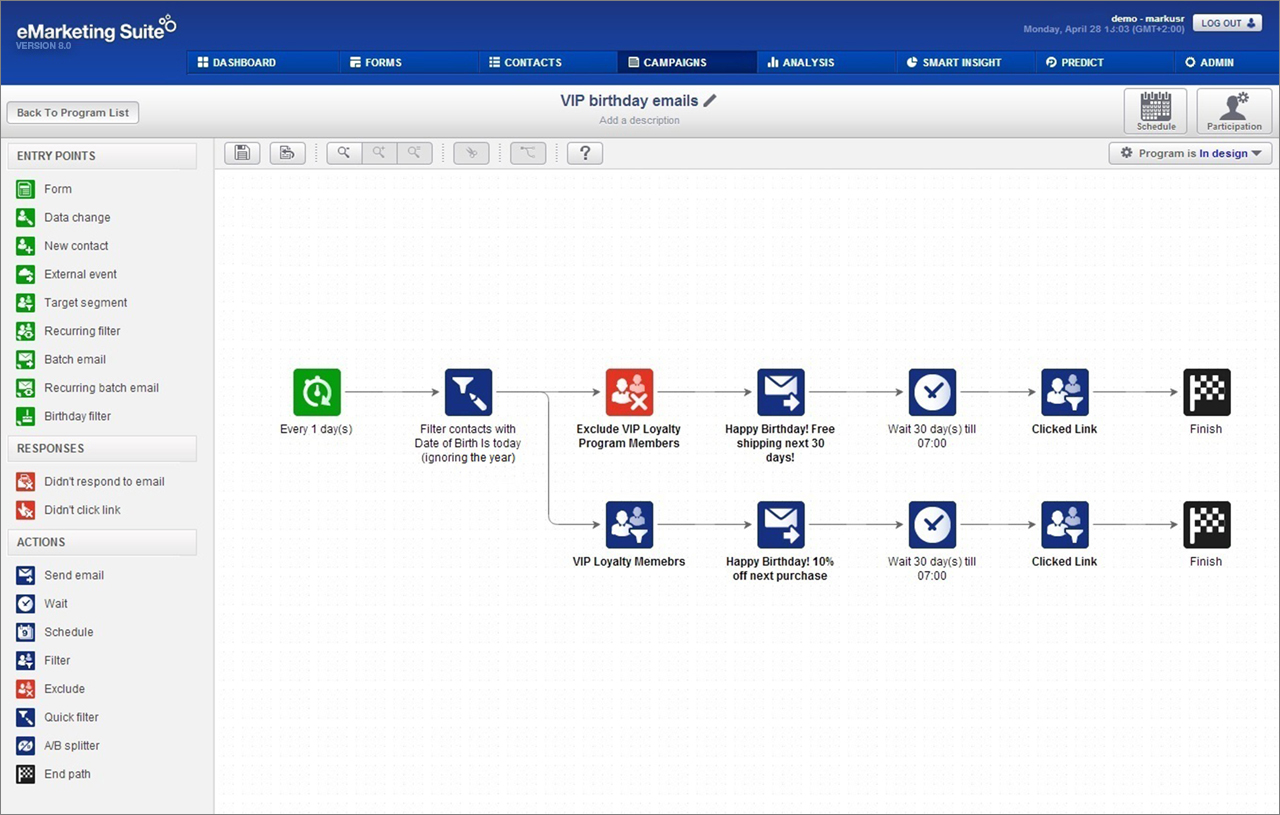 eMarketing Suite
VERSION 8.0
demo - markusr
Monday, April 28 13:03 (GMT+2:00)
LOG OUT
DASHBOARD
FORMS
CONTACTS
CAMPAIGNS
ANALYSIS
SMART INSIGHT
PREDICT
ADMIN
Back To Program List
VIP birthday emails
Add a description
Schedule
Participation
?
Program is In design
ENTRY POINTS
Form
Data change
New contact
External event
Target segment
Recurring filter
Batch email
Recurring batch email
Birthday filter
RESPONSES
Didn't respond to email
Didn't click link
ACTIONS
Send email
Wait
Schedule
Filter
Exclude
Quick filter
A/B splitter
End path
Every 1 day(s)
Filter contacts with
Date of Birth Is today
(ignoring the year)
Exclude VIP Loyalty
Program Members
Happy Birthday! Free
shipping next 30
days!
Wait 30 day(s) till
07:00
Clicked Link
Finish
VIP Loyalty Memebrs
Happy Birthday! 10%
off next purchase
Wait 30 day(s) till
07:00
Clicked Link
Finish